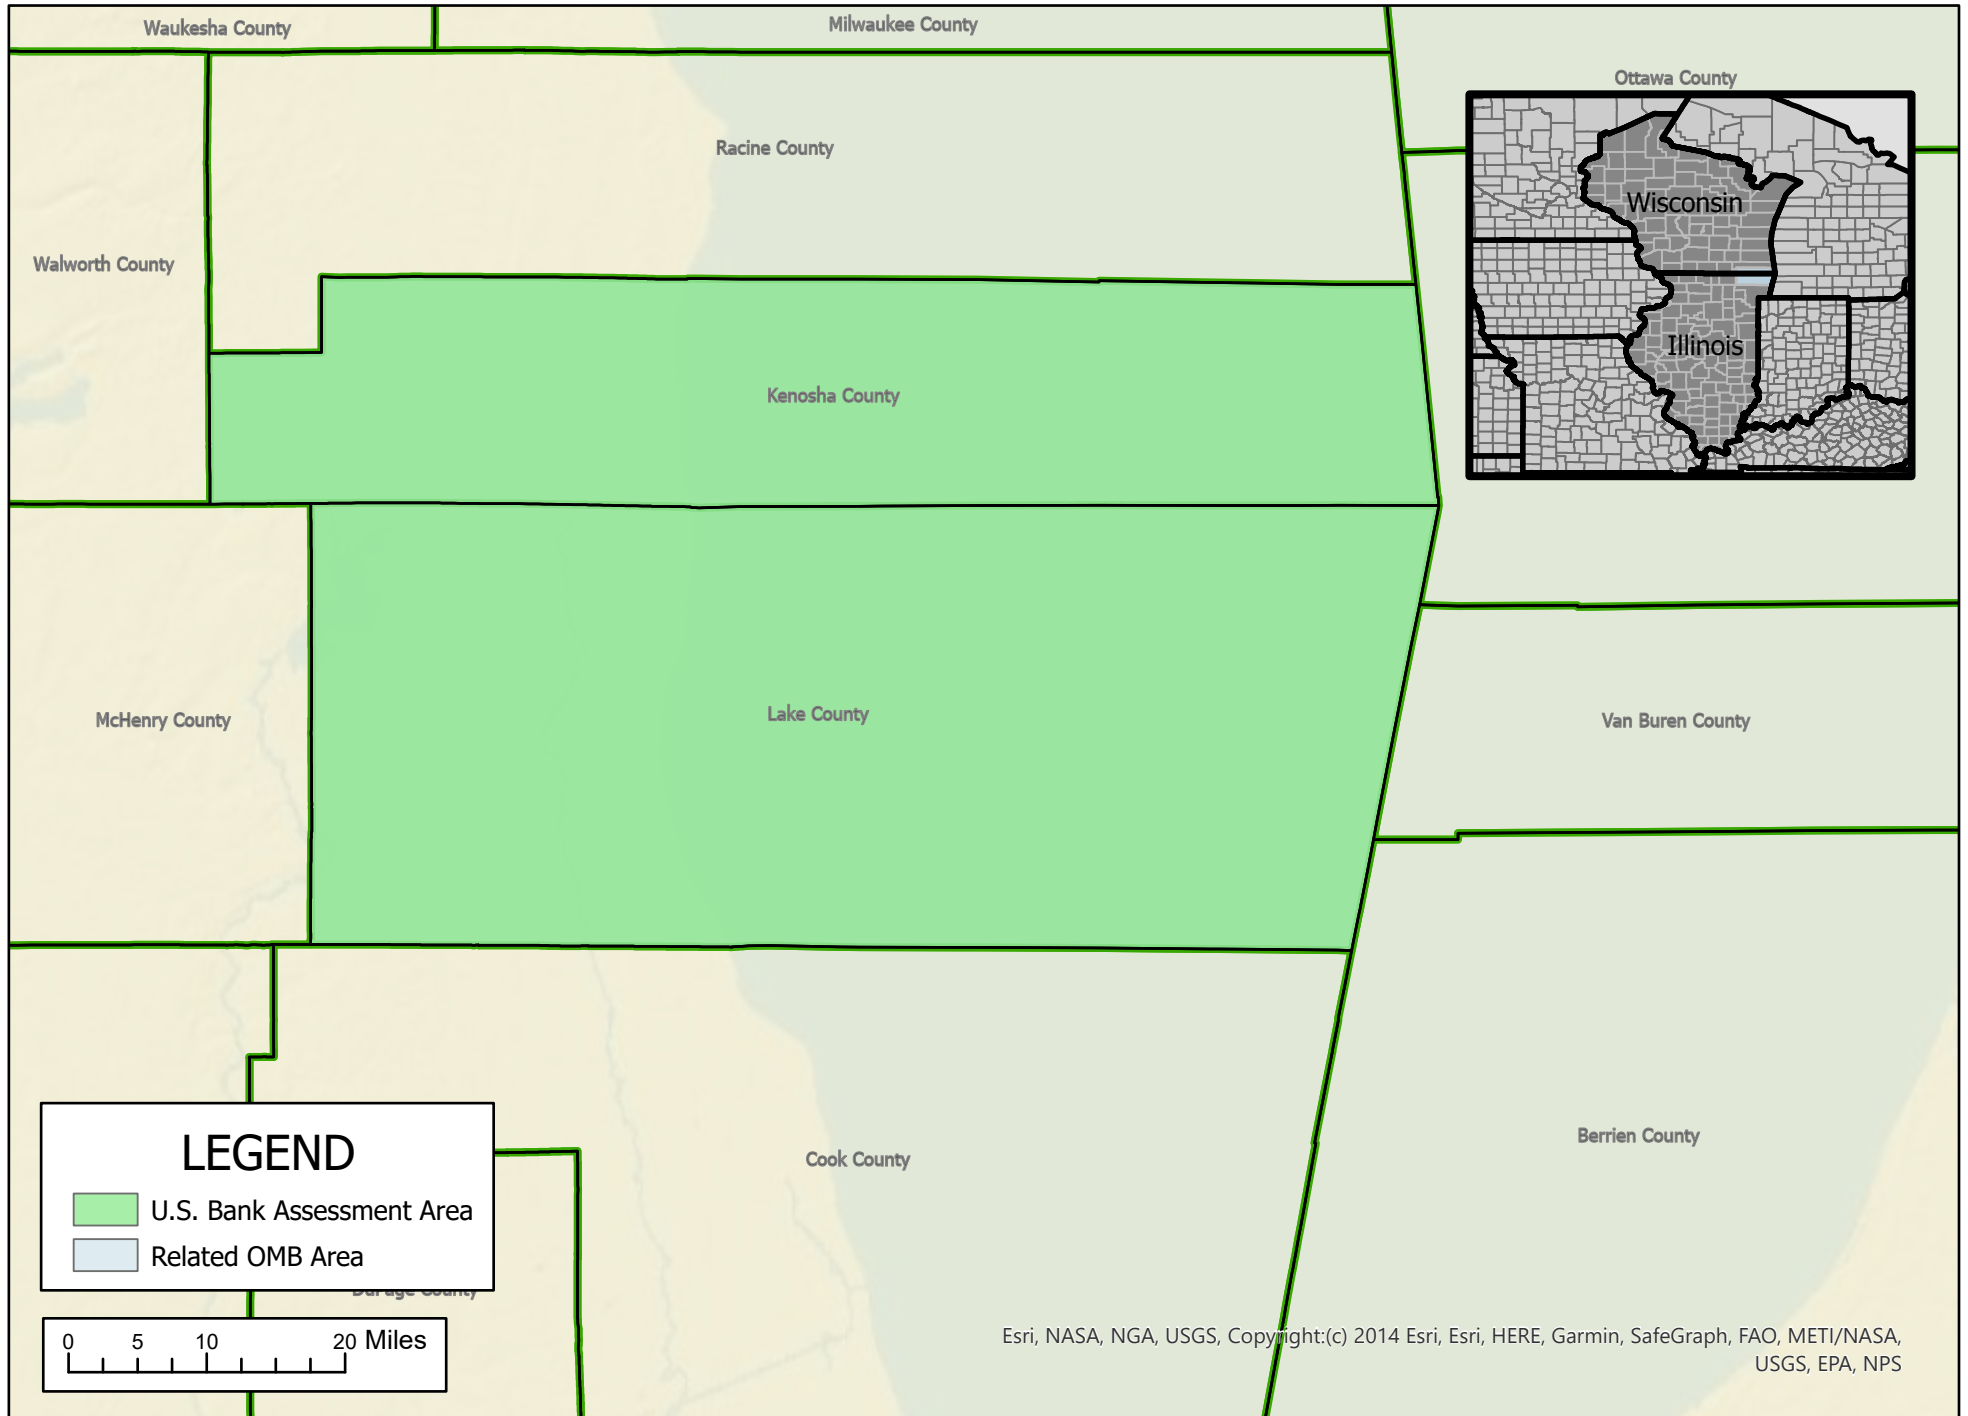 Waukesha County
Milwaukee County
Ottawa County
Racine County
Wisconsin
Walworth County
Illinois
Kenosha County
Lake County
McHenry County
Van Buren County
Berrien County
Cook County
LEGEND
U.S. Bank Assessment Area
Related OMB Area
DuPage County
0 5 10 20 Miles
Esri, NASA, NGA, USGS, Copyright:(c) 2014 Esri, Esri, HERE, Garmin, SafeGraph, FAO, METI/NASA,
USGS, EPA, NPS